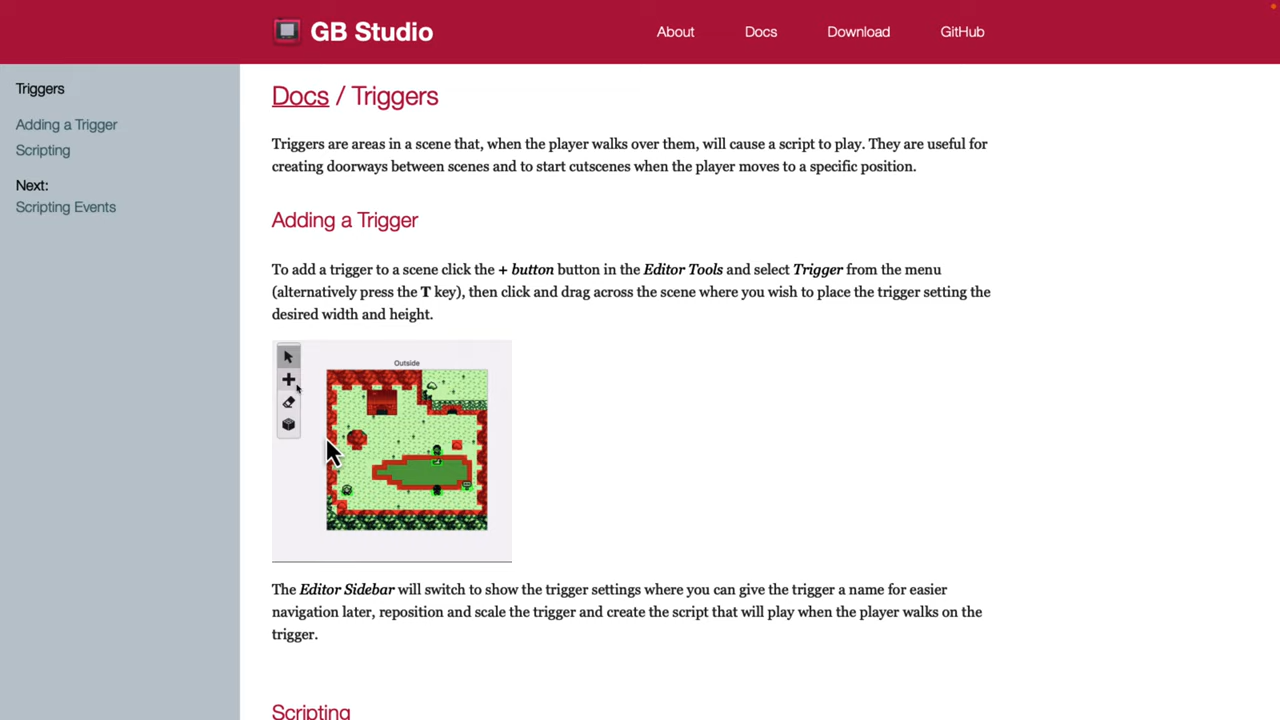 GB Studio
About
Docs
Download
GitHub
Triggers
Adding a Trigger
Scripting
Next:
Scripting Events
Docs / Triggers
Triggers are areas in a scene that, when the player walks over them, will cause a script to play. They are useful for
creating doorways between scenes and to start cutscenes when the player moves to a specific position.
Adding a Trigger
To add a trigger to a scene click the + button button in the Editor Tools and select Trigger from the menu
(alternatively press the T key), then click and drag across the scene where you wish to place the trigger setting the
desired width and height.
Outside
The Editor Sidebar will switch to show the trigger settings where you can give the trigger a name for easier
navigation later, reposition and scale the trigger and create the script that will play when the player walks on the
trigger.
Scripting